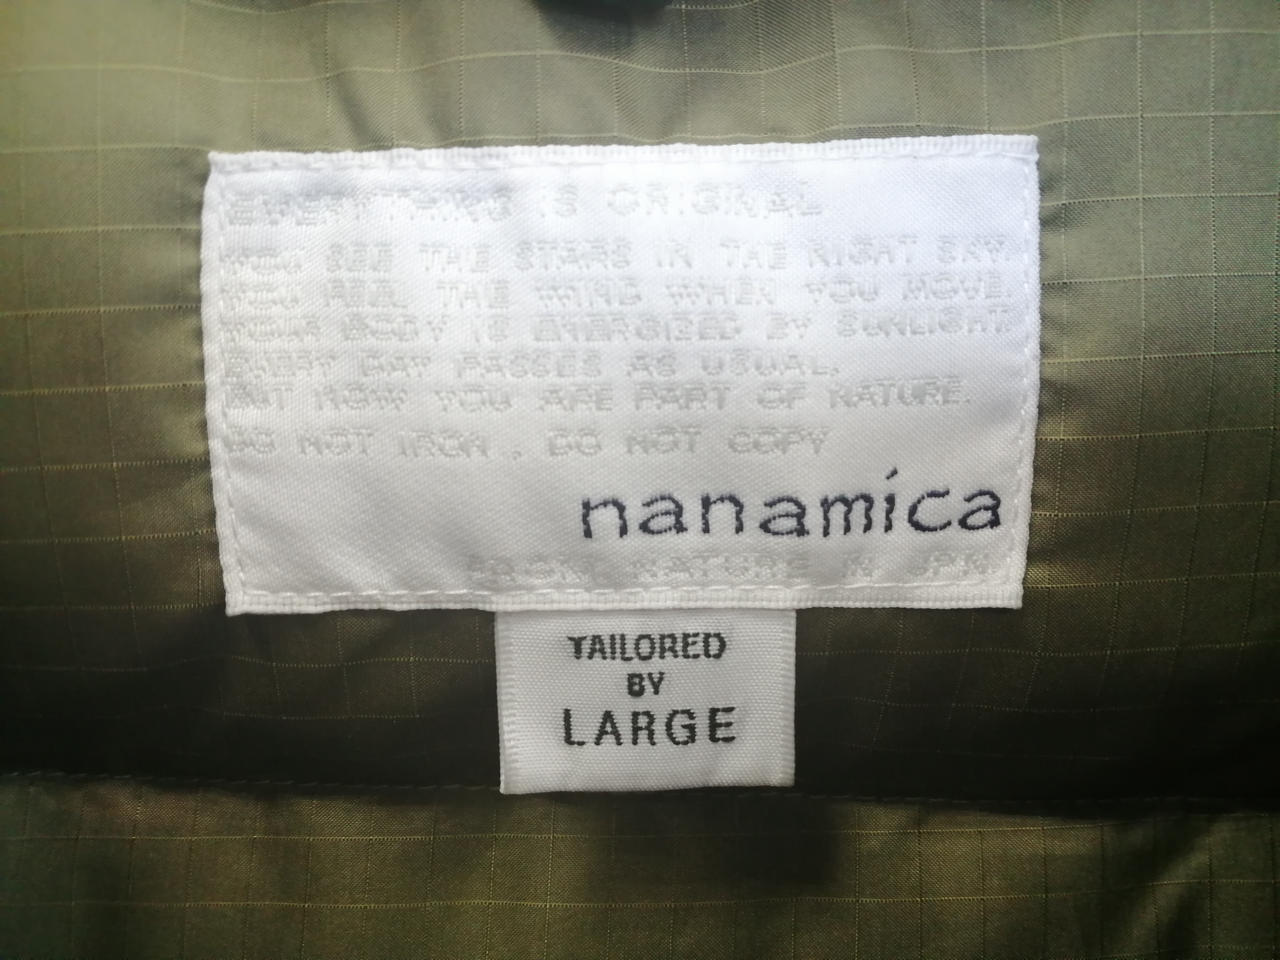 EVERYTHING IS ORIGINAL
YOU SEE THE STARS IN THE NIGHT SKY.
YOU FEEL THE WIND WHEN YOU MOVE.
YOUR BODY IS ENERGIZED BY SUNLIGHT.
EVERY DAY PASSES AS USUAL.
BUT NOW YOU ARE PART OF NATURE.
DO NOT IRON , DO NOT COPY
nanamíca
FROM NATURE IN JPN
TAILORED
BY
LARGE